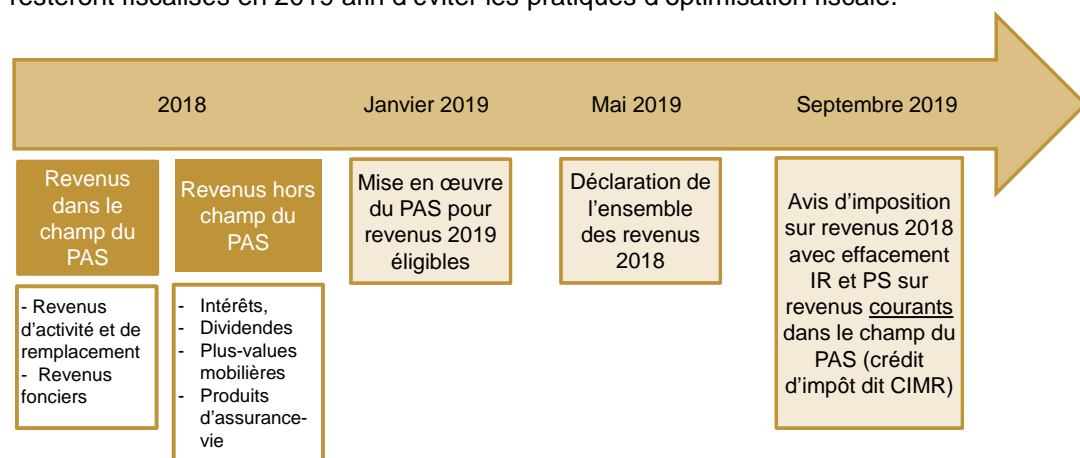 resteront fiscalisés en 2019 afin d'éviter les pratiques d'optimisation fiscale.
2018
Janvier 2019
Mai 2019
Septembre 2019
Revenus
dans le
champ du
PAS
- Revenus
d'activité et de
remplacement
- Revenus
fonciers
Revenus hors
champ du
PAS
- Intérêts,
- Dividendes
- Plus-values
mobilières
- Produits
d'assurance-
vie
Mise en œuvre
du PAS pour
revenus 2019
éligibles
Déclaration de
l'ensemble
des revenus
2018
Avis d'imposition
sur revenus 2018
avec effacement
IR et PS sur
revenus courants
dans le champ du
PAS (crédit
d'impôt dit CIMR)